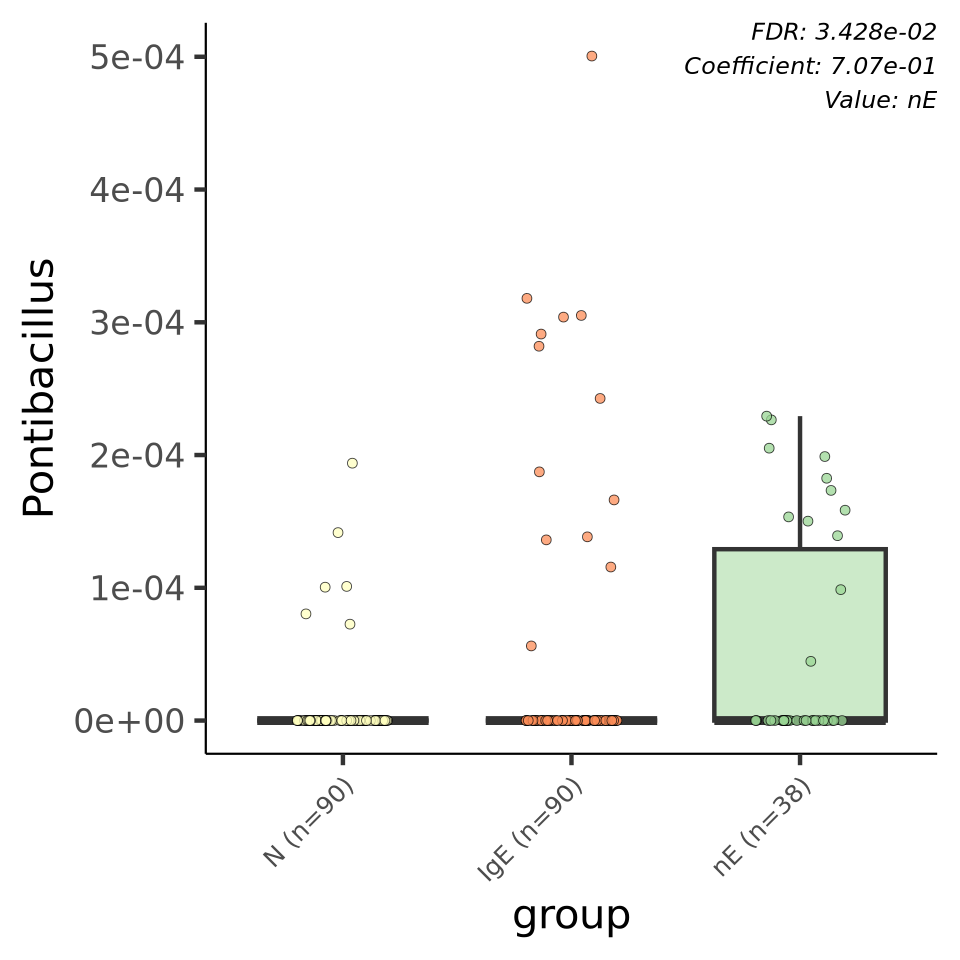 FDR: 3.428e-02
Coefficient: 7.07e-01
Value: nE
5e-04
4e-04
3e-04
2e-04
1e-04
0e+00
Pontibacillus
N (n=90)
IgE (n=90)
nE (n=38)
group